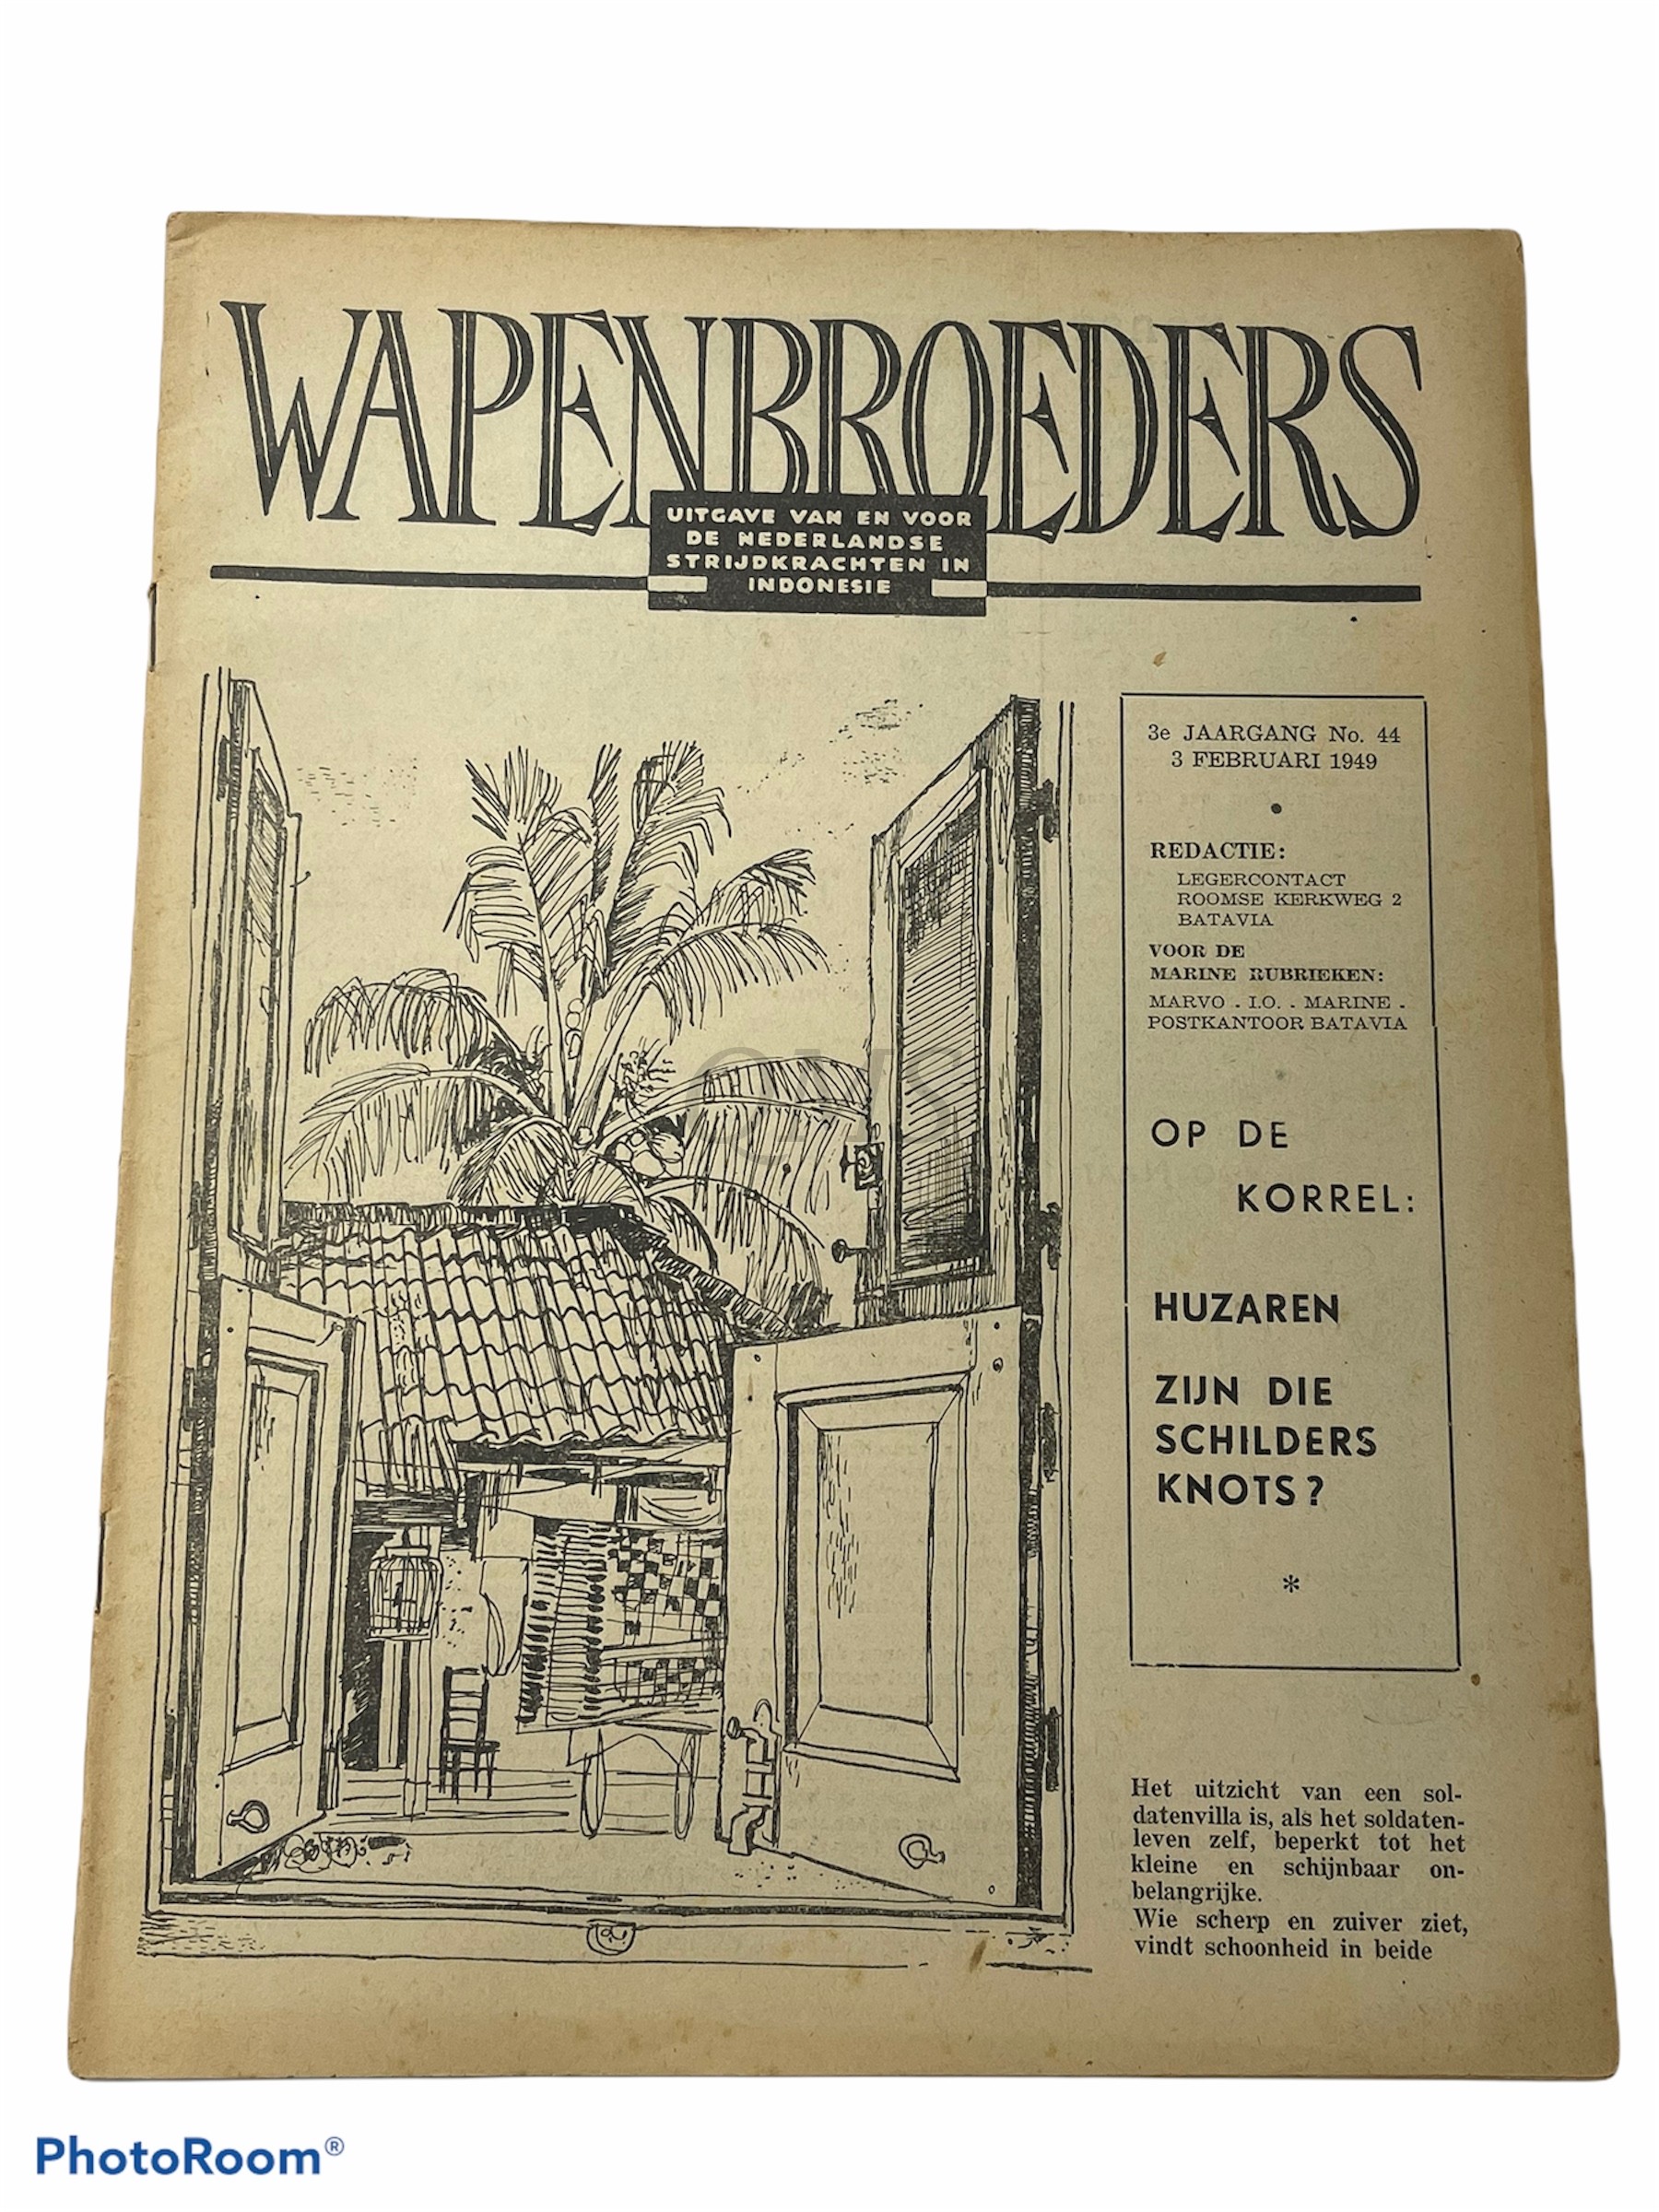 WAPENBROEDERS
UITGAVE VAN EN VOOR
DE NEDERLANDSE
STRIJDKRACHTEN IN
INDONESIE
3e JAARGANG No. 44
3 FEBRUARI 1949
REDACTIE:
LEGERCONTACT
ROOMSE KERKWEG 2
BATAVIA
VOOR DE
MARINE RUBRIEKEN:
MARVO - I.O. - MARINE -
POSTKANTOOR BATAVIA
OP DE
KORREL:
HUZAREN
ZIJN DIE
SCHILDERS
KNOTS?
*
Het uitzicht van een sol-
datenvilla is, als het soldaten-
leven zelf, beperkt tot het
kleine en schijnbaar on-
belangrijke.
Wie scherp en zuiver ziet,
vindt schoonheid in beide
PhotoRoom®